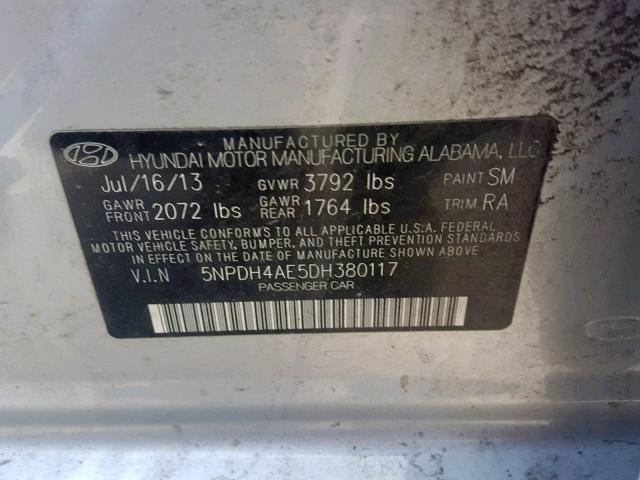 MANUFACTURED BY
HYUNDAI MOTOR MANUFACTURING ALABAMA, LLC
Jul/16/13 GVWR 3792 lbs PAINT SM
GAWR FRONT 2072 lbs GAWR REAR 1764 lbs TRIM RA
THIS VEHICLE CONFORMS TO ALL APPLICABLE U.S.A. FEDERAL
MOTOR VEHICLE SAFETY, BUMPER, AND THEFT PREVENTION STANDARDS
IN EFFECT ON THE DATE OF MANUFACTURE SHOWN ABOVE
V.I.N 5NPDH4AE5DH380117
PASSENGER CAR